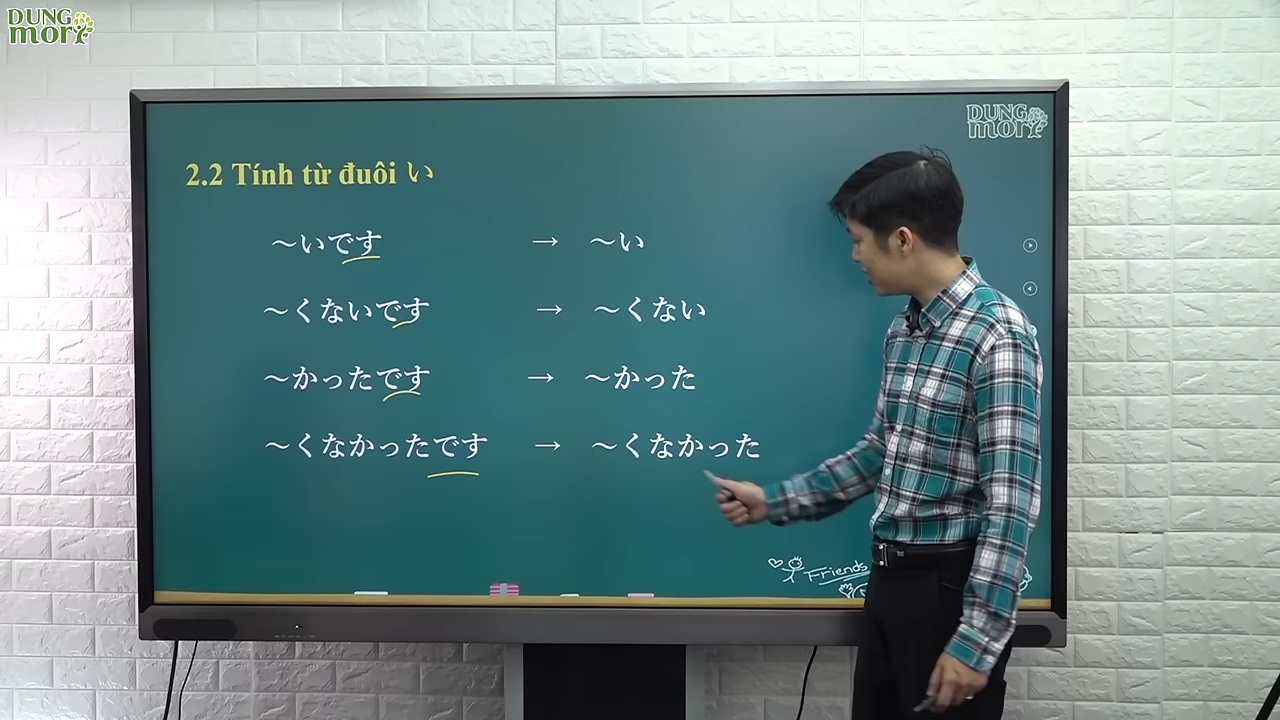 DUNG
mori
DUNG
mori
2.2 Tính từ đuôi い
～いです → ～い
～くないです → ～くない
～かったです → ～かった
～くなかったです → ～くなかった
Friends